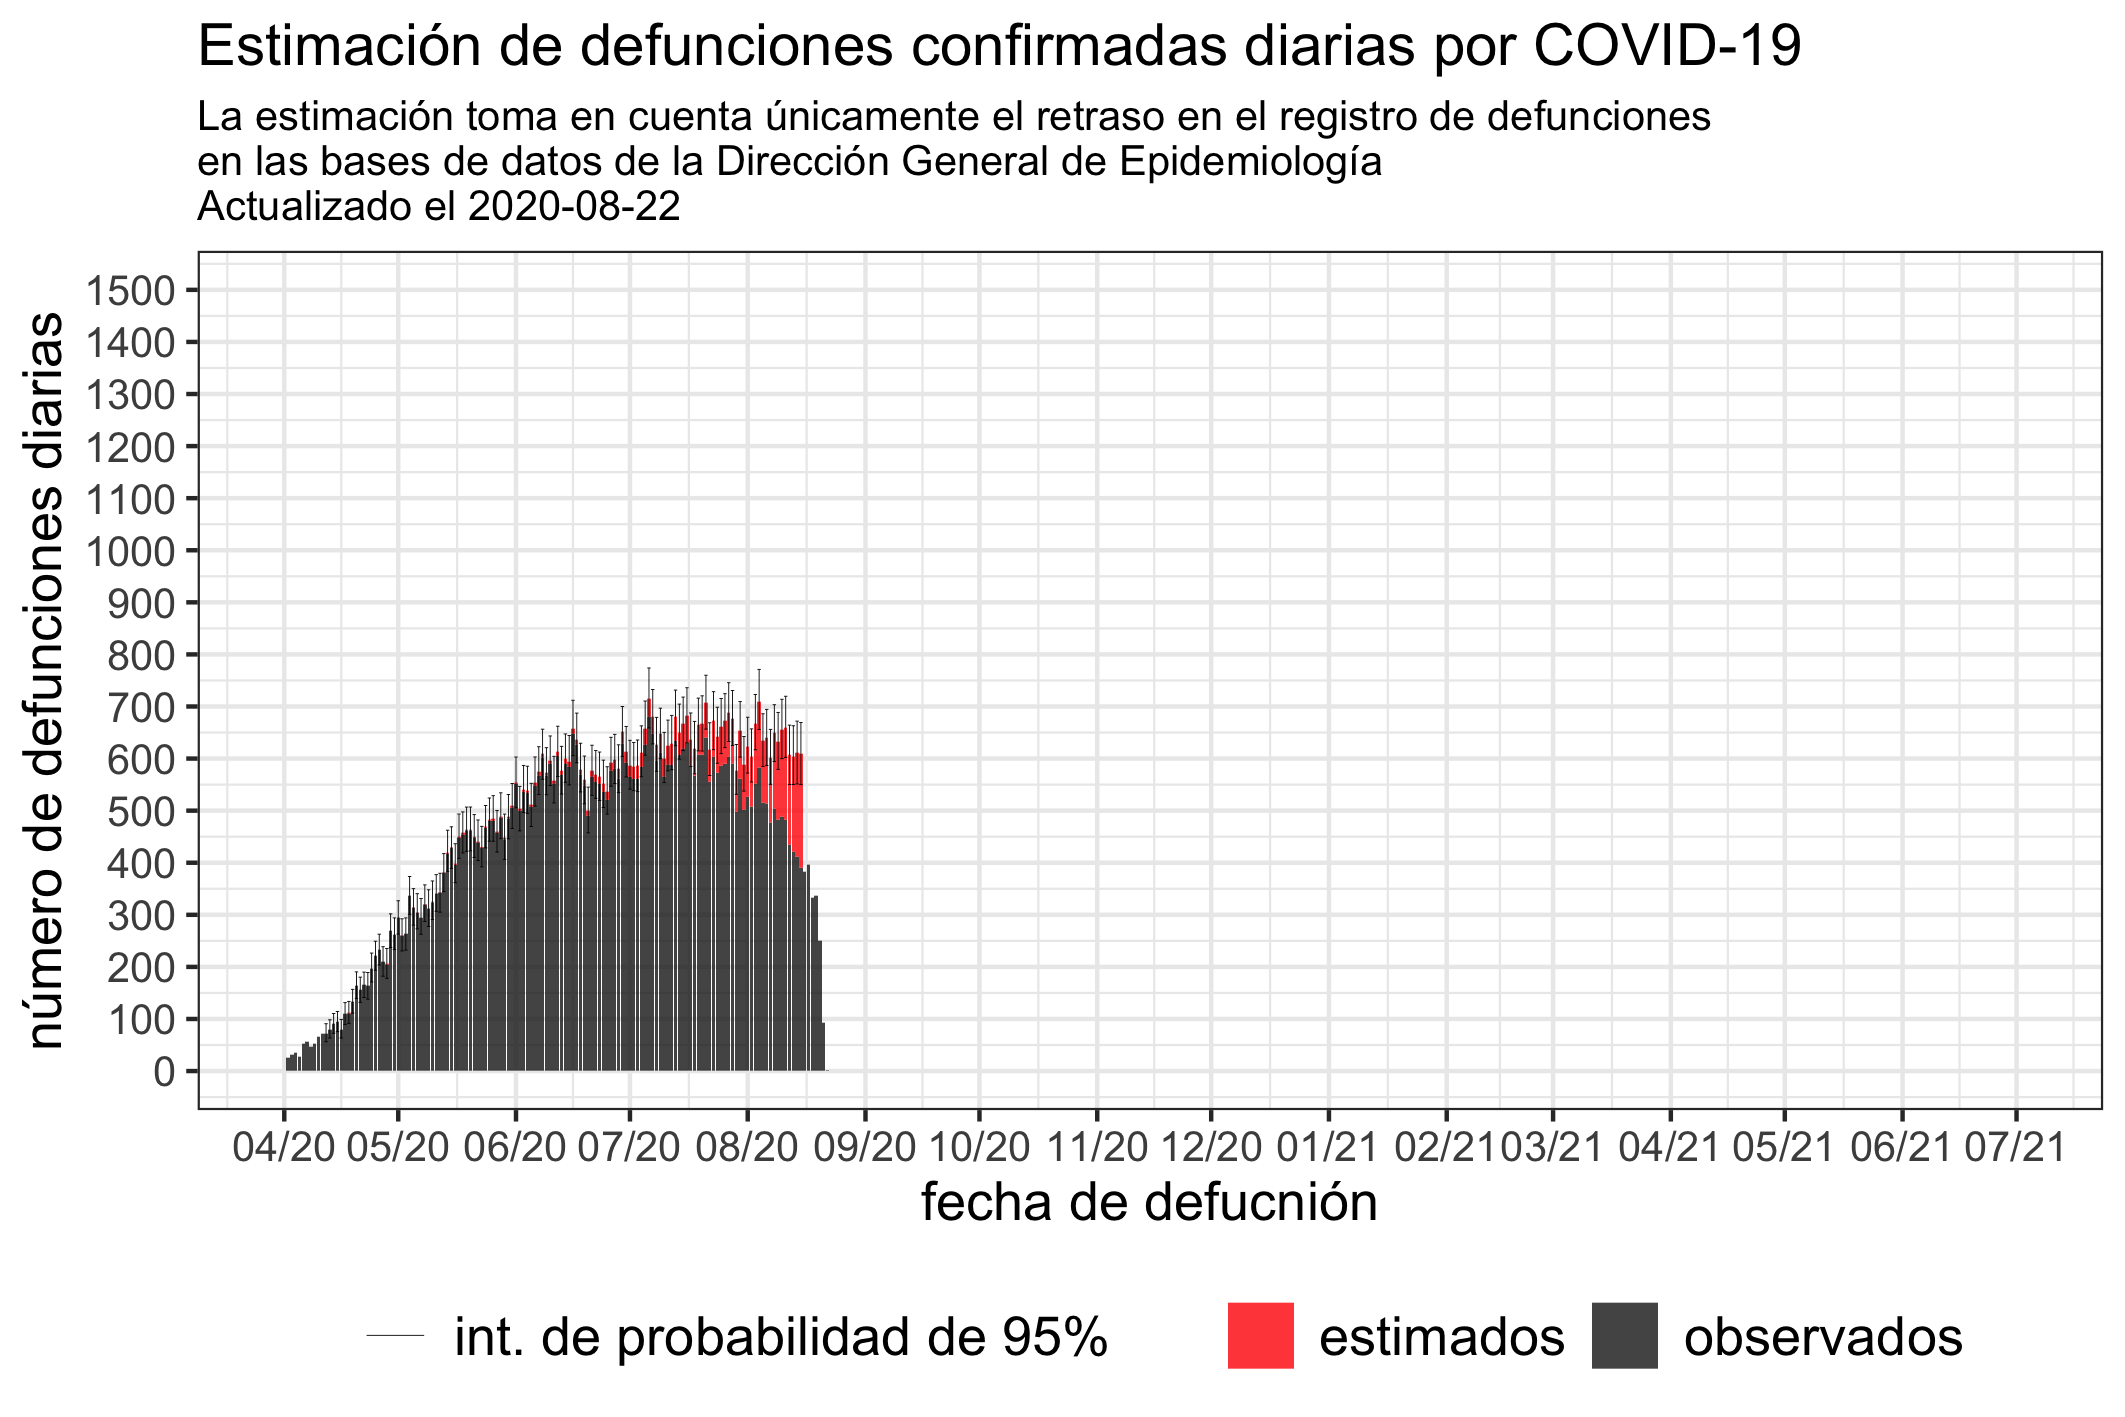 Estimación de defunciones confirmadas diarias por COVID-19
La estimación toma en cuenta únicamente el retraso en el registro de defunciones
en las bases de datos de la Dirección General de Epidemiología
Actualizado el 2020-08-22
número de defunciones diarias
1500
1400
1300
1200
1100
1000
900
800
700
600
500
400
300
200
100
0
04/20 05/20 06/20 07/20 08/20 09/20 10/20 11/20 12/20 01/21 02/21 03/21 04/21 05/21 06/21 07/21
fecha de defucnión
int. de probabilidad de 95% estimados observados